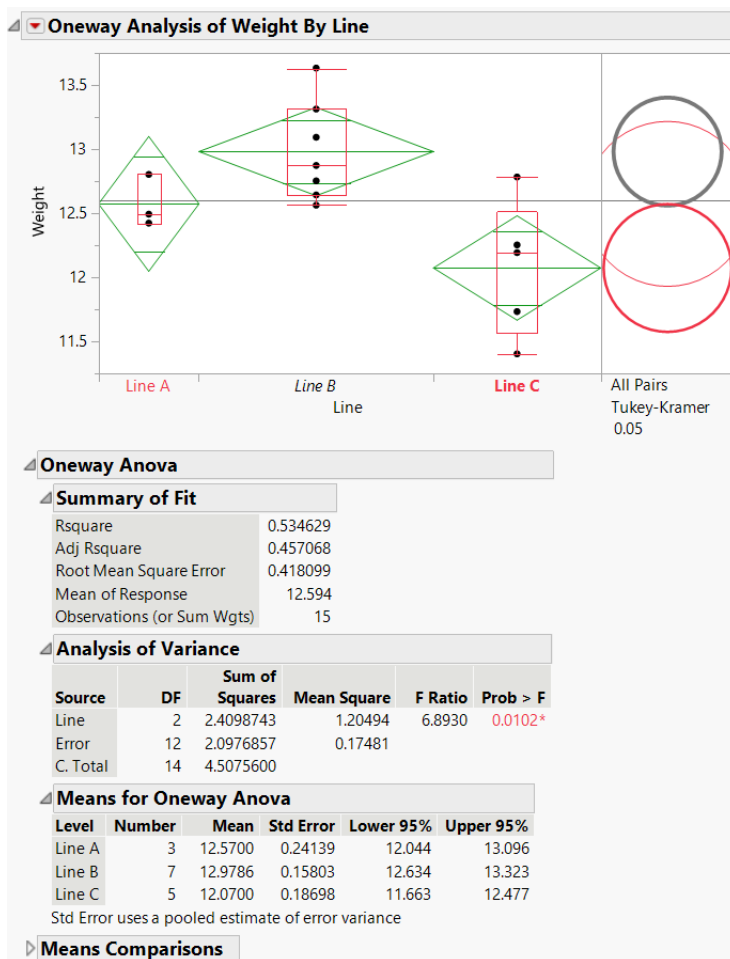 Oneway Analysis of Weight By Line
13.5
13
12.5
12
11.5
Weight
Line A Line B Line C
Line
All Pairs
Tukey-Kramer
0.05
Oneway Anova
Summary of Fit
Rsquare 0.534629
Adj Rsquare 0.457068
Root Mean Square Error 0.418099
Mean of Response 12.594
Observations (or Sum Wgts) 15
Analysis of Variance
Sum of
Source DF Squares Mean Square F Ratio Prob > F
Line 2 2.4098743 1.20494 6.8930 0.0102*
Error 12 2.0976857 0.17481
C. Total 14 4.5075600
Means for Oneway Anova
Level Number Mean Std Error Lower 95% Upper 95%
Line A 3 12.5700 0.24139 12.044 13.096
Line B 7 12.9786 0.15803 12.634 13.323
Line C 5 12.0700 0.18698 11.663 12.477
Std Error uses a pooled estimate of error variance
Means Comparisons